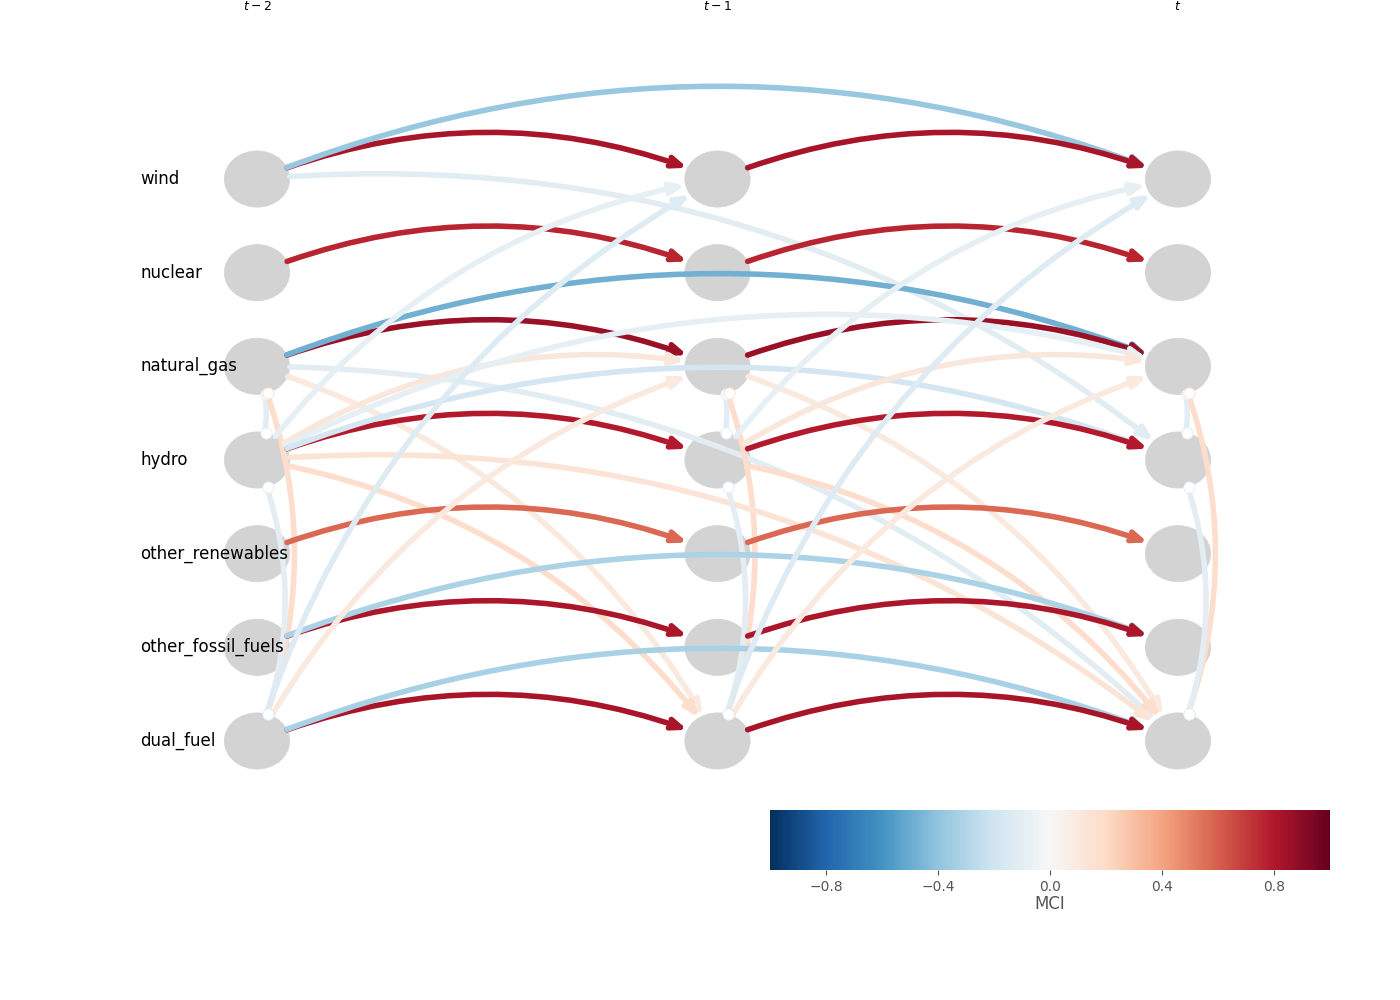 t − 2 t − 1 t
wind
nuclear
natural_gas
hydro
other_renewables
other_fossil_fuels
dual_fuel
−0.8 −0.4 0.0 0.4 0.8
MCI